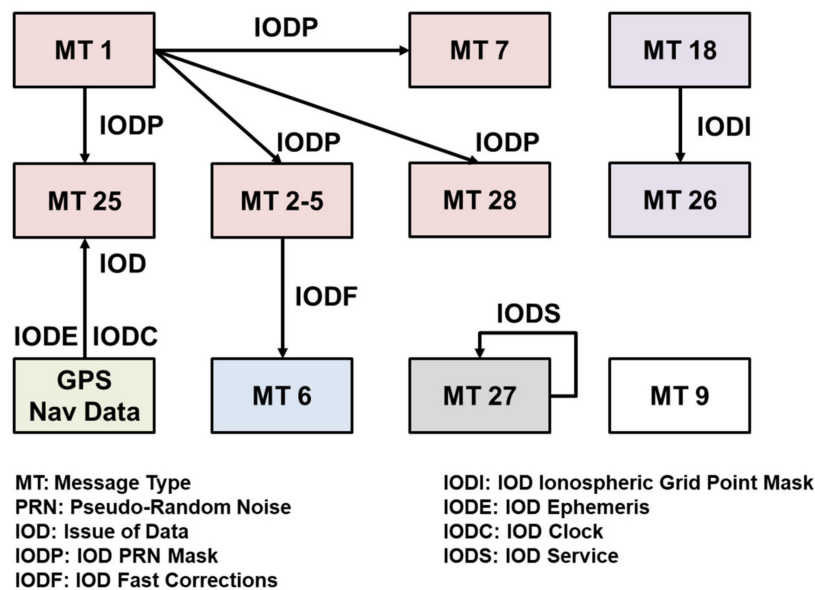 IODP
MT 1
MT 7
MT 18
IODP
IODP
IODP
IODI
MT 25
MT 2-5
MT 28
MT 26
IOD
IODF
IODS
IODE
IODC
GPS
Nav Data
MT 6
MT 27
MT 9
MT: Message Type
PRN: Pseudo-Random Noise
IOD: Issue of Data
IODP: IOD PRN Mask
IODF: IOD Fast Corrections
IODI: IOD Ionospheric Grid Point Mask
IODE: IOD Ephemeris
IODC: IOD Clock
IODS: IOD Service